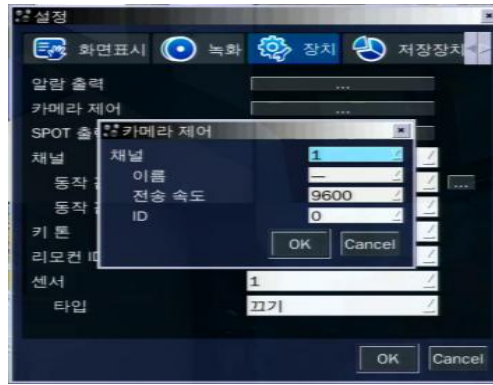 설정
화면표시 녹화 장치 저장장치
알람 출력 ...
카메라 제어 ...
SPOT 출
카메라 제어
채널
동작
동작
키 톤
리모컨 ID
채널 1
이름 —
전송 속도 9600
ID 0
OK Cancel
...
센서 1
타입 끄기
OK Cancel